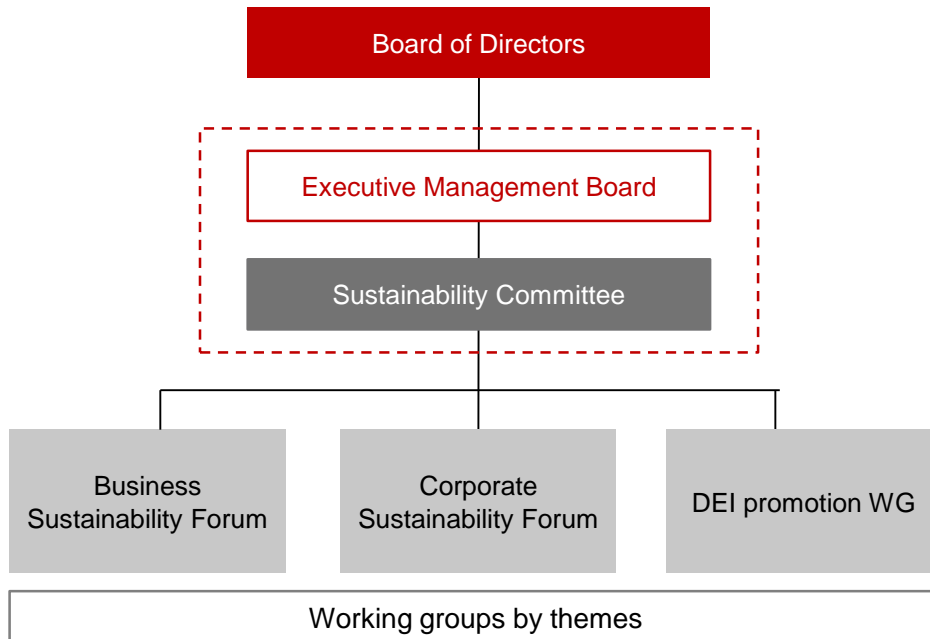 Board of Directors
Executive Management Board
Sustainability Committee
Business
Sustainability Forum
Corporate
Sustainability Forum
DEI promotion WG
Working groups by themes